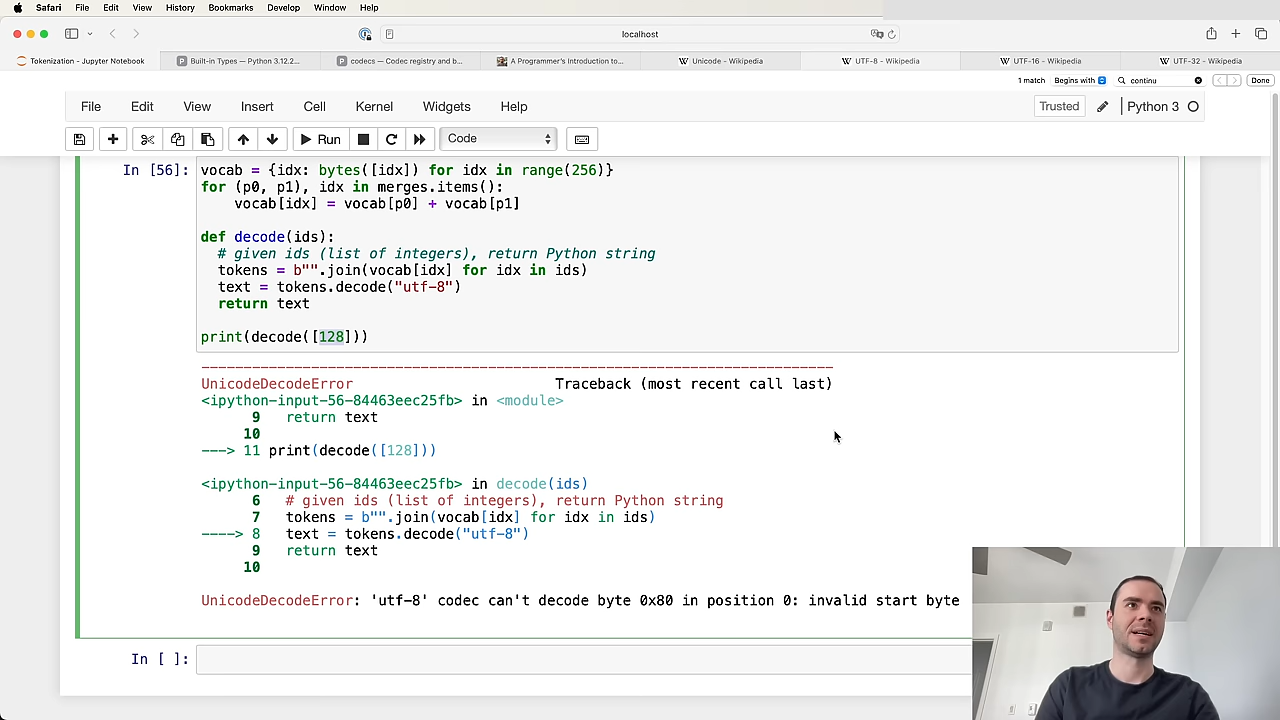 Safari File Edit View History Bookmarks Develop Window Help
localhost
Tokenization - Jupyter Notebook
Built-in Types — Python 3.12.2...
codecs — Codec registry and b...
A Programmer's Introduction to...
Unicode - Wikipedia
UTF-8 - Wikipedia
UTF-16 - Wikipedia
UTF-32 - Wikipedia
1 match Begins with continu Done
File Edit View Insert Cell Kernel Widgets Help Trusted Python 3
Run Code
In [56]: vocab = {idx: bytes([idx]) for idx in range(256)}
for (p0, p1), idx in merges.items():
    vocab[idx] = vocab[p0] + vocab[p1]
def decode(ids):
  # given ids (list of integers), return Python string
  tokens = b"".join(vocab[idx] for idx in ids)
  text = tokens.decode("utf-8")
  return text
print(decode([128]))
---------------------------------------------------------------------------
UnicodeDecodeError Traceback (most recent call last)
<ipython-input-56-84463eec25fb> in <module>
9   return text
10
---> 11 print(decode([128]))
<ipython-input-56-84463eec25fb> in decode(ids)
6   # given ids (list of integers), return Python string
7   tokens = b"".join(vocab[idx] for idx in ids)
----> 8   text = tokens.decode("utf-8")
9   return text
10
UnicodeDecodeError: 'utf-8' codec can't decode byte 0x80 in position 0: invalid start byte
In [ ]: